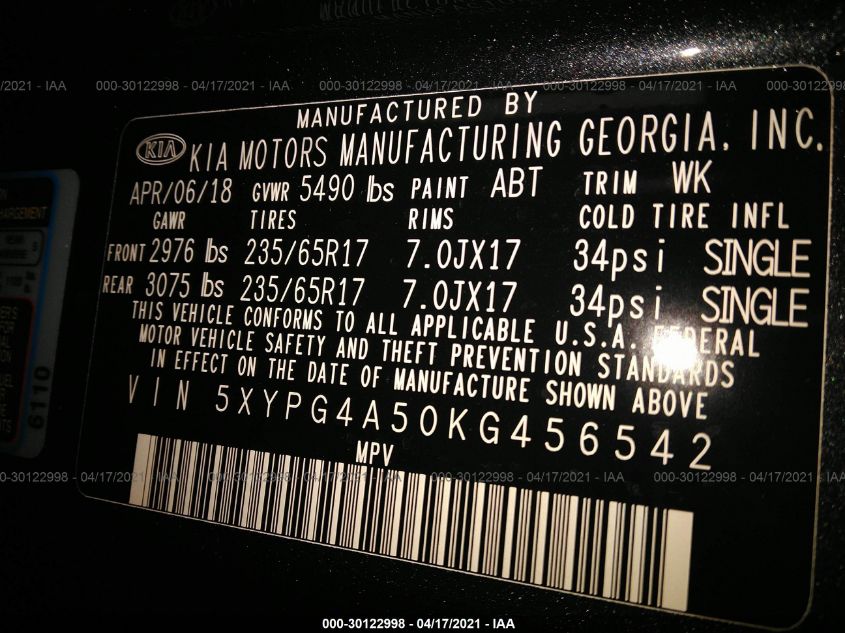 000-30122998 - 04/17/2021 - IAA
MANUFACTURED BY
KIA KIA MOTORS MANUFACTURING GEORGIA, INC.
APR/06/18 GVWR 5490 lbs PAINT ABT TRIM WK
GAWR TIRES RIMS COLD TIRE INFL
FRONT 2976 lbs 235/65R17 7.0JX17 34psi SINGLE
REAR 3075 lbs 235/65R17 7.0JX17 34psi SINGLE
THIS VEHICLE CONFORMS TO ALL APPLICABLE U.S.A. FEDERAL
MOTOR VEHICLE SAFETY AND THEFT PREVENTION STANDARDS
IN EFFECT ON THE DATE OF MANUFACTURE SHOWN ABOVE
VIN 5XYPG4A50KG456542
MPV
6110
000-30122998 - 04/17/2021 - IAA
000-30122998 - 04/17/2021 - IAA